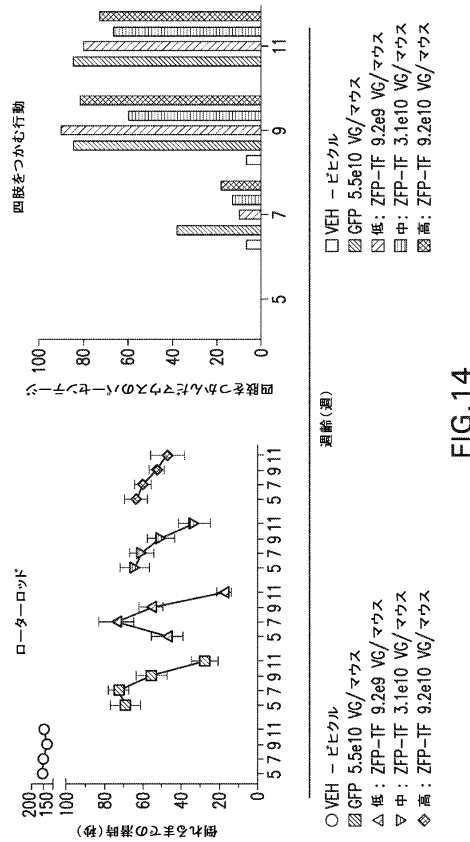 ローターロッド
倒れるまでの潜時(秒)
200
150
100
80
60
40
20
0
5 7 9 11 5 7 9 11 5 7 9 11 5 7 9 11 5 7 9 11
四肢をつかむ行動
四肢をつかんだマウスのパーセンテージ
100
80
60
40
20
0
5 7 9 11
週齢(週)
VEH - ビヒクル
GFP 5.5e10 VG/マウス
低: ZFP-TF 9.2e9 VG/マウス
中: ZFP-TF 3.1e10 VG/マウス
高: ZFP-TF 9.2e10 VG/マウス
VEH - ビヒクル
GFP 5.5e10 VG/マウス
低: ZFP-TF 9.2e9 VG/マウス
中: ZFP-TF 3.1e10 VG/マウス
高: ZFP-TF 9.2e10 VG/マウス
FIG.14